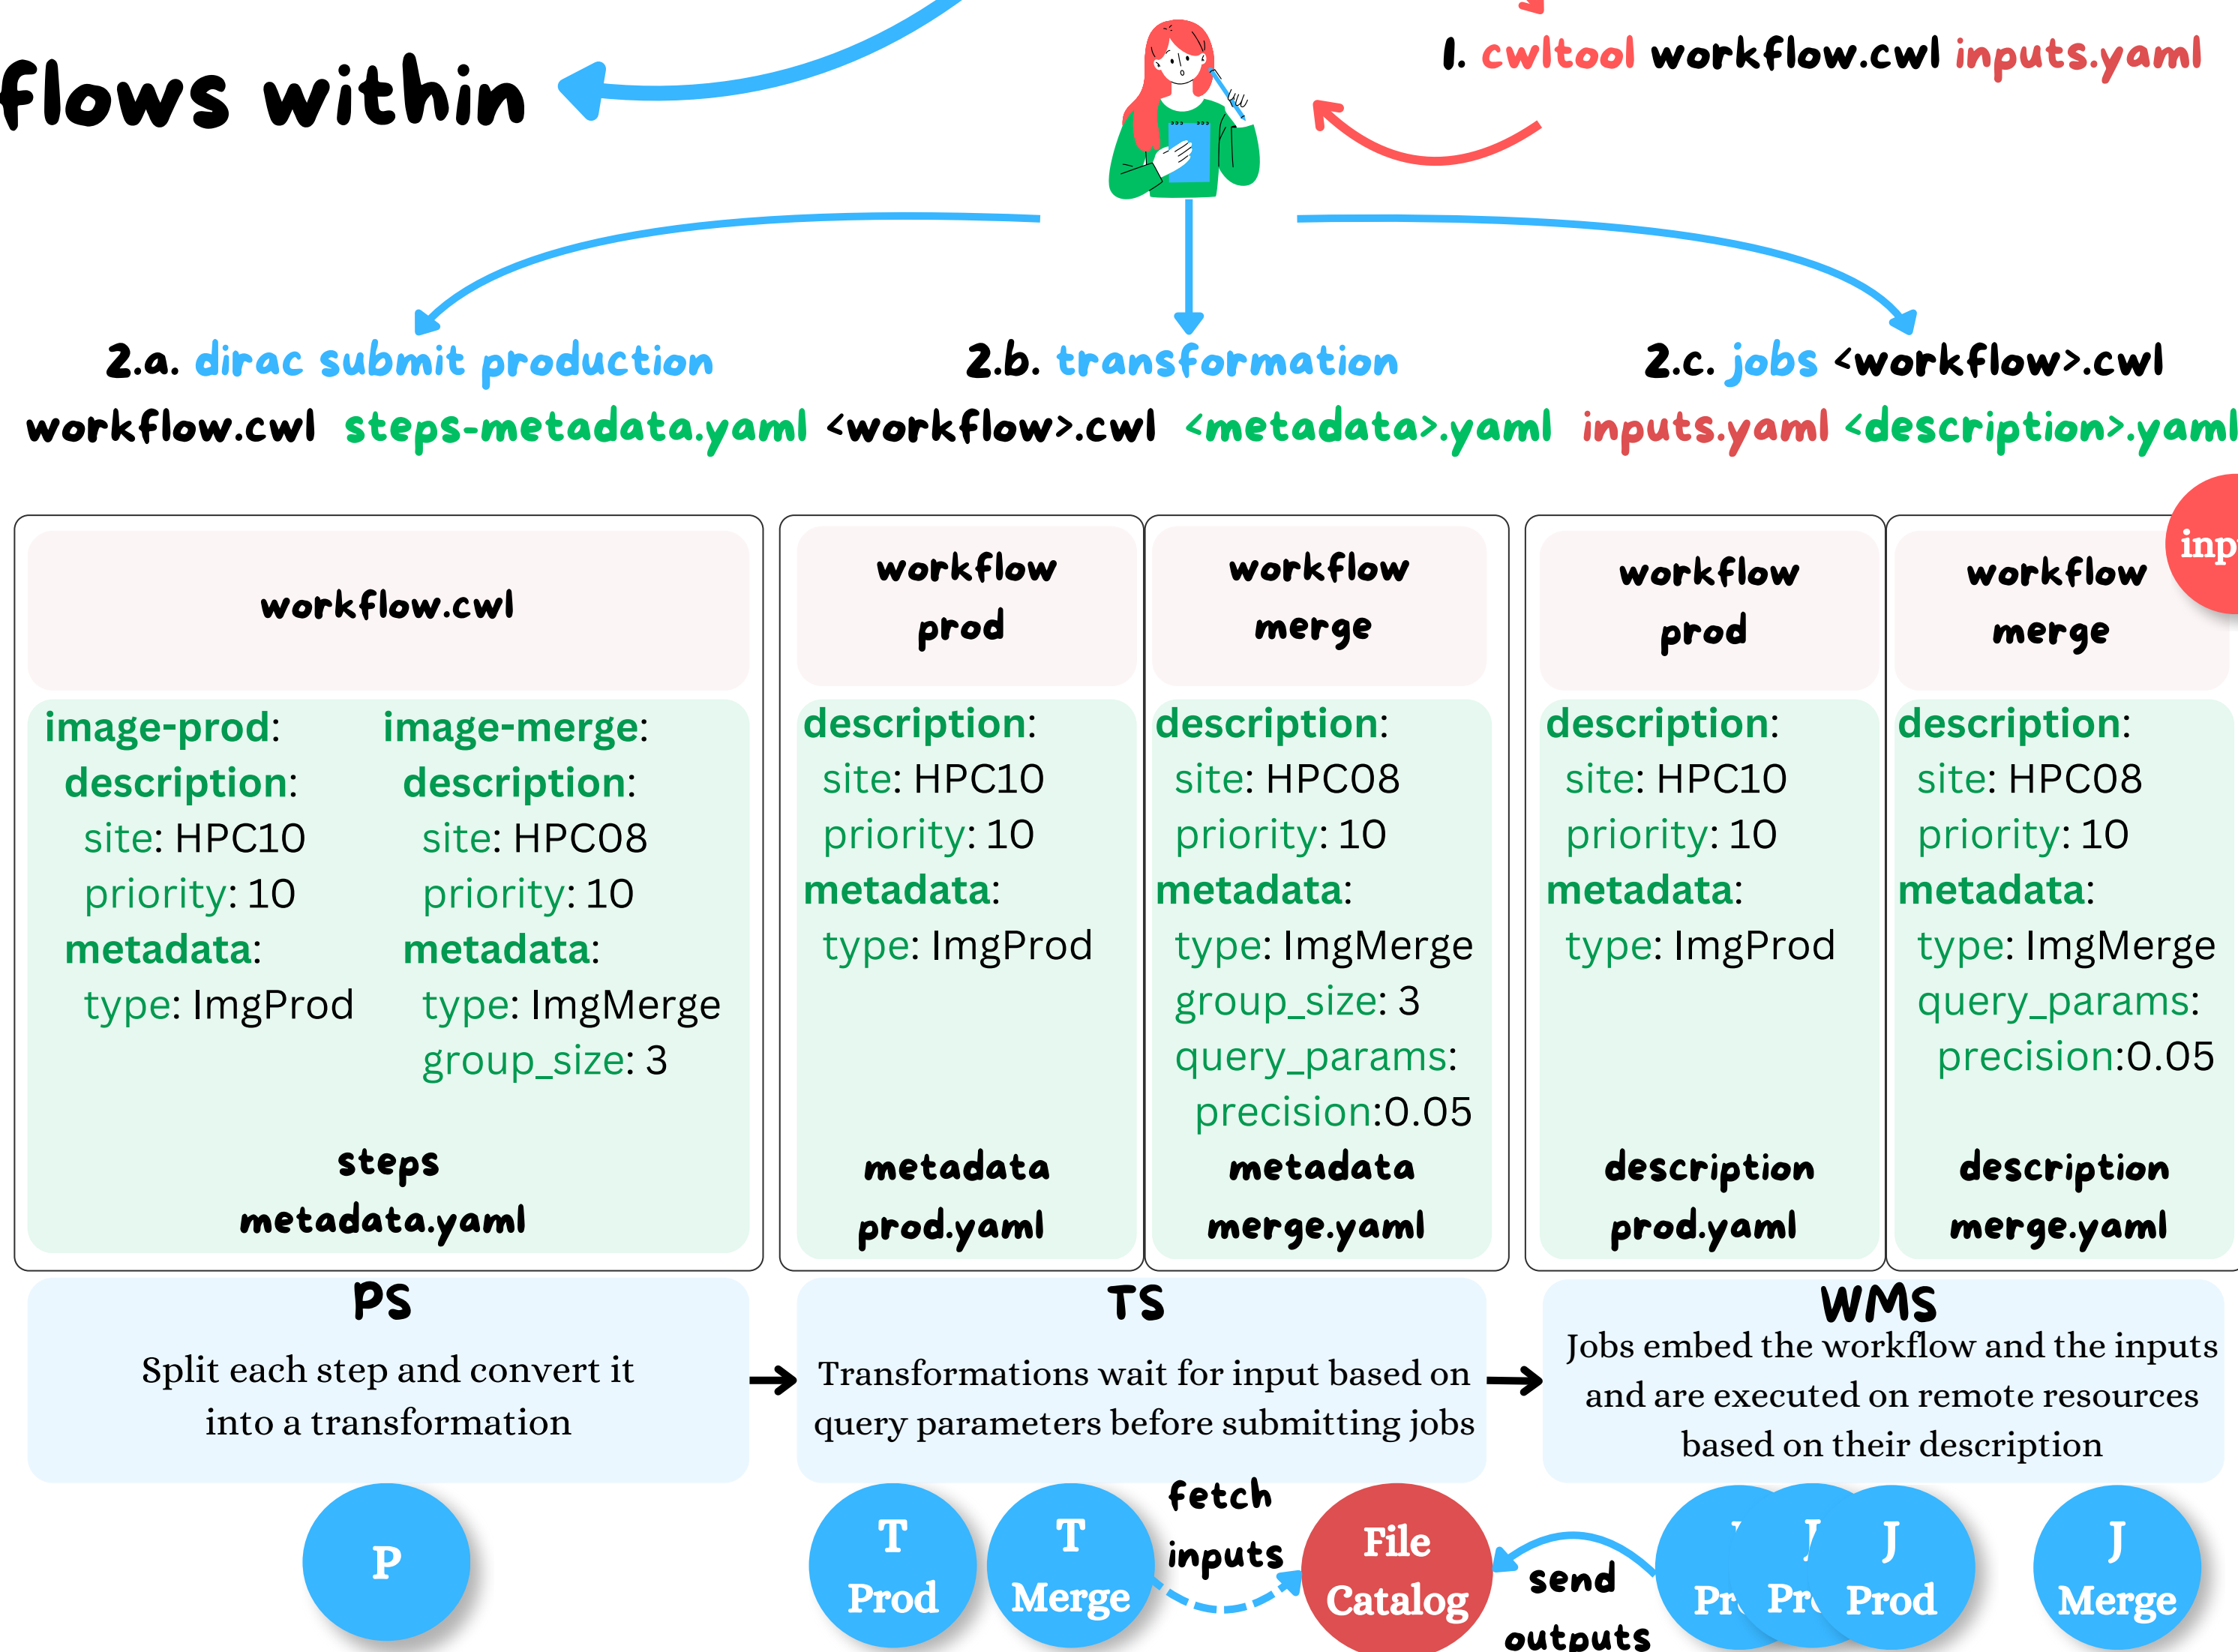 flows within
1. cwltool workflow.cwl inputs.yaml
2.a. dirac submit production
workflow.cwl steps-metadata.yaml
2.b. transformation
<workflow>.cwl <metadata>.yaml
2.c. jobs <workflow>.cwl
inputs.yaml <description>.yaml
workflow.cwl
image-prod:
description:
site: HPC10
priority: 10
metadata:
type: ImgProd
image-merge:
description:
site: HPC08
priority: 10
metadata:
type: ImgMerge
group_size: 3
steps
metadata.yaml
workflow
prod
description:
site: HPC10
priority: 10
metadata:
type: ImgProd
metadata
prod.yaml
workflow
merge
description:
site: HPC08
priority: 10
metadata:
type: ImgMerge
group_size: 3
query_params:
precision:0.05
metadata
merge.yaml
workflow
prod
description:
site: HPC10
priority: 10
metadata:
type: ImgProd
description
prod.yaml
workflow
merge
description:
site: HPC08
priority: 10
metadata:
type: ImgMerge
query_params:
precision:0.05
description
merge.yaml
PS
Split each step and convert it
into a transformation
TS
Transformations wait for input based on
query parameters before submitting jobs
WMS
Jobs embed the workflow and the inputs
and are executed on remote resources
based on their description
P
T
Prod
T
Merge
fetch
inputs
File
Catalog
send
outputs
J
Prod
J
Merge